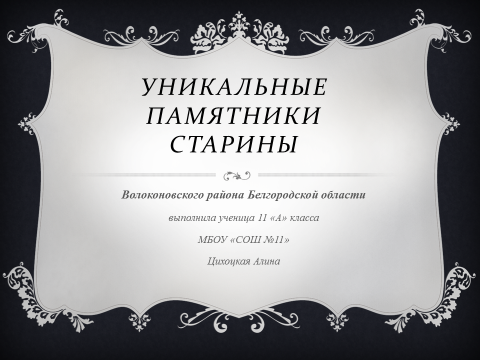 УНИКАЛЬНЫЕ
ПАМЯТНИКИ
СТАРИНЫ
Волоконовского района Белгородской области
выполнила ученица 11 «А» класса
МБОУ «СОШ №11»
Цихоцкая Алина